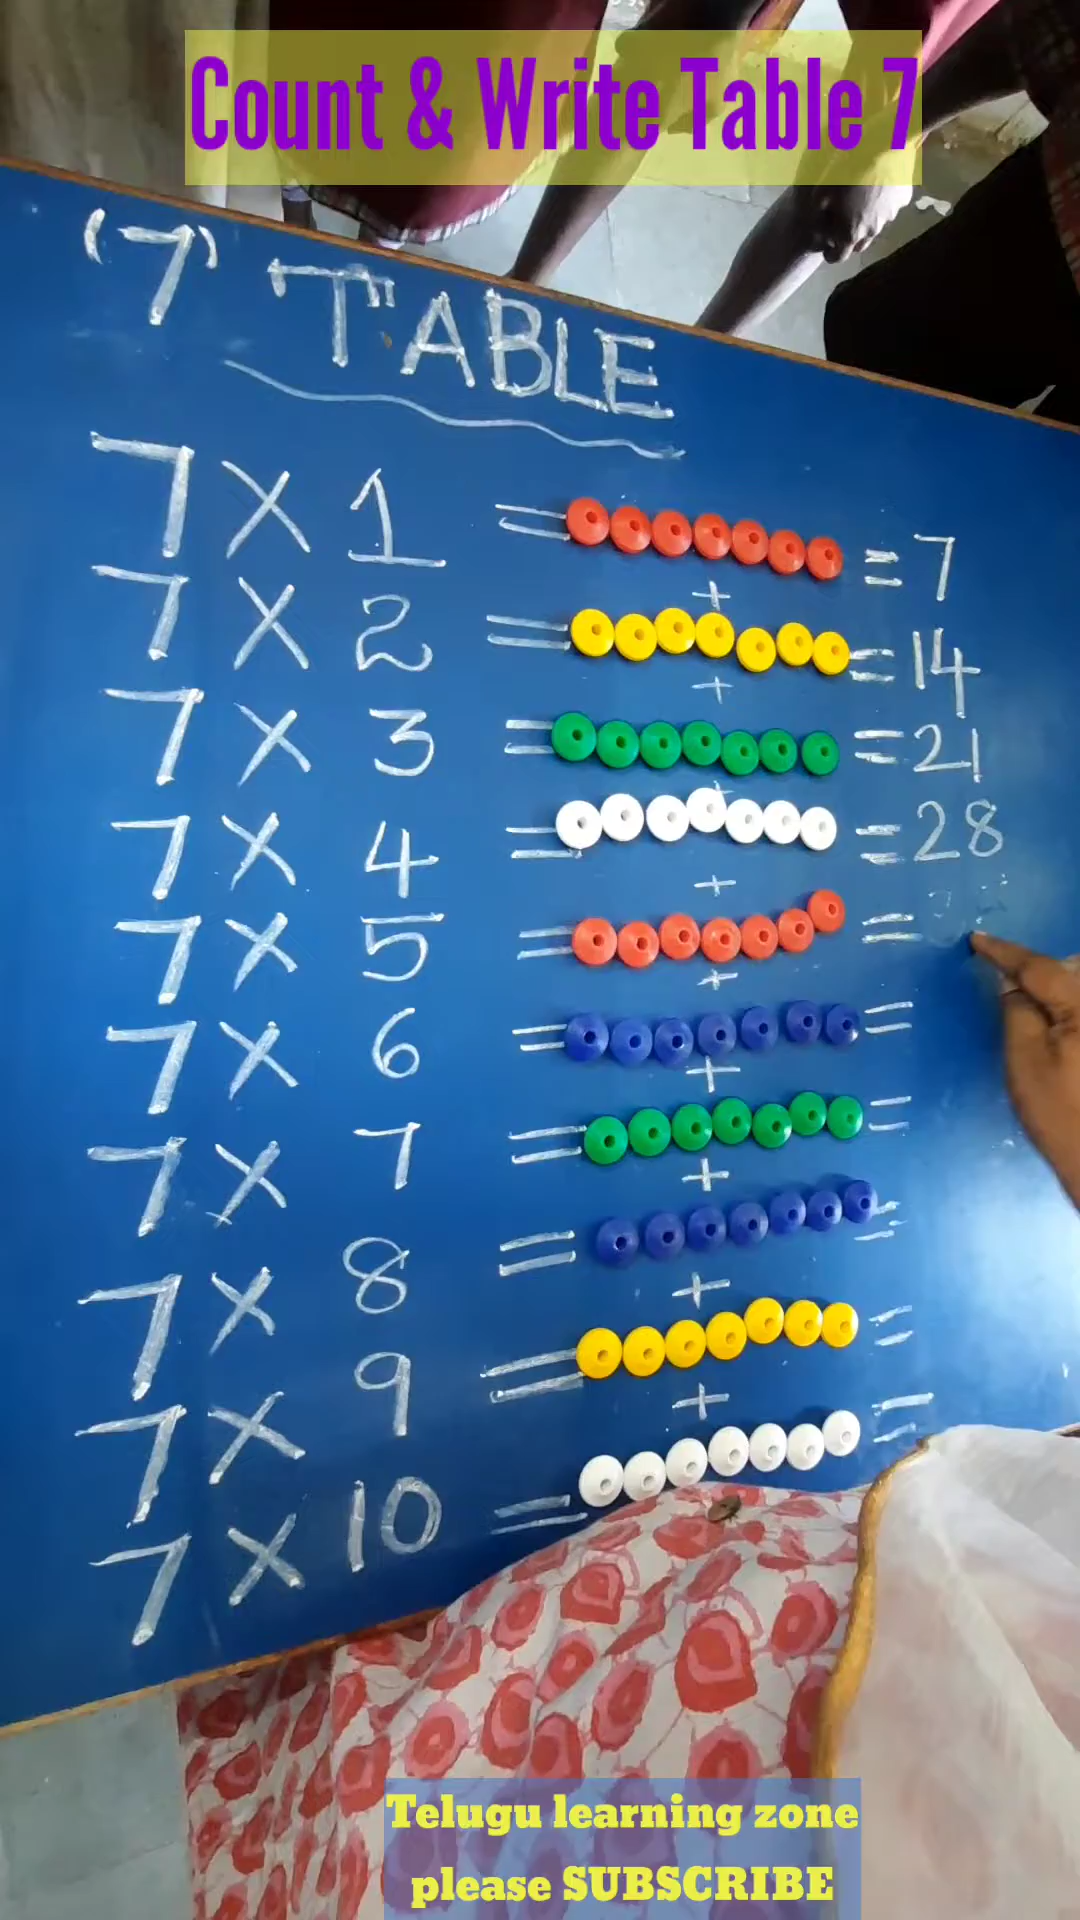 Count & Write Table 7
"7" "T"ABLE
7 × 1 = = 7
+
7 × 2 = = 14
+
7 × 3 = = 21
+
7 × 4 = = 28
+
7 × 5 = =
+
7 × 6 = =
+
7 × 7 = =
+
7 × 8 = =
+
7 × 9 = =
+
7 × 10 = =
Telugu learning zone
please SUBSCRIBE